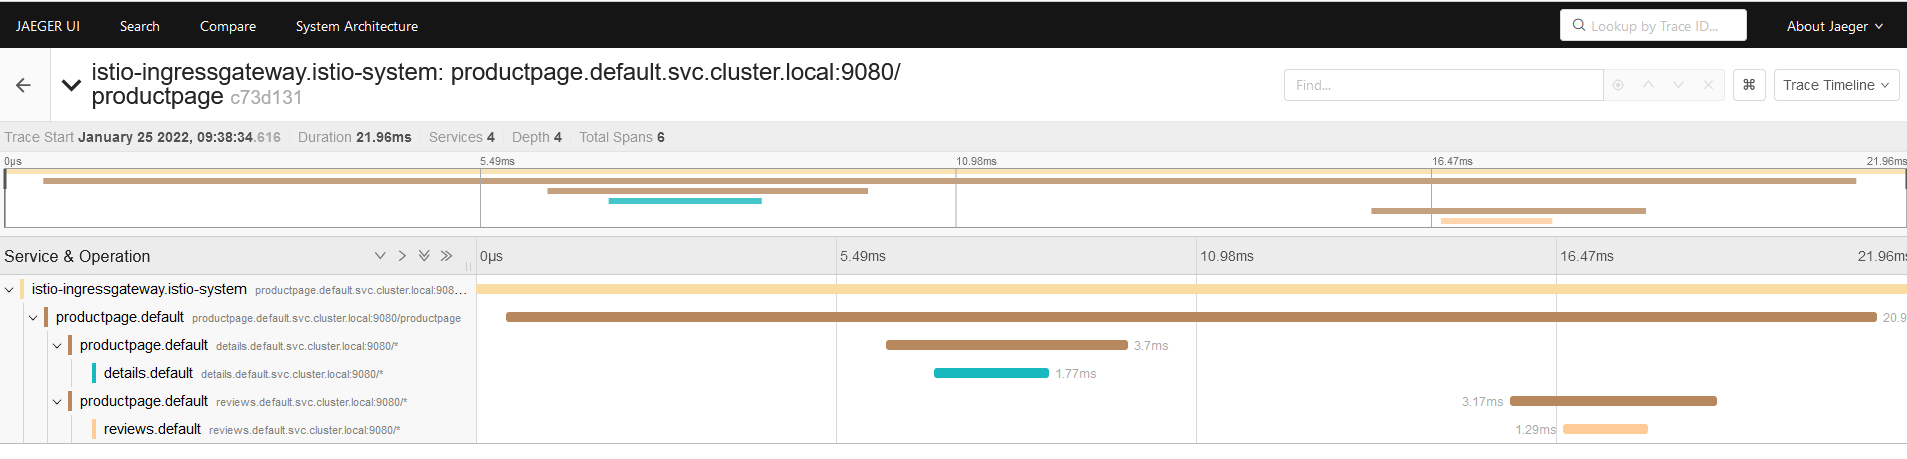 JAEGER UI Search Compare System Architecture Lookup by Trace ID... About Jaeger
istio-ingressgateway.istio-system: productpage.default.svc.cluster.local:9080/
productpage c73d131
Find... ⌘ Trace Timeline
Trace Start January 25 2022, 09:38:34.616 Duration 21.96ms Services 4 Depth 4 Total Spans 6
0μs 5.49ms 10.98ms 16.47ms 21.96ms
Service & Operation 0μs 5.49ms 10.98ms 16.47ms 21.96ms
istio-ingressgateway.istio-system productpage.default.svc.cluster.local:908...
productpage.default productpage.default.svc.cluster.local:9080/productpage 20.9
productpage.default details.default.svc.cluster.local:9080/* 3.7ms
details.default details.default.svc.cluster.local:9080/* 1.77ms
productpage.default reviews.default.svc.cluster.local:9080/* 3.17ms
reviews.default reviews.default.svc.cluster.local:9080/* 1.29ms